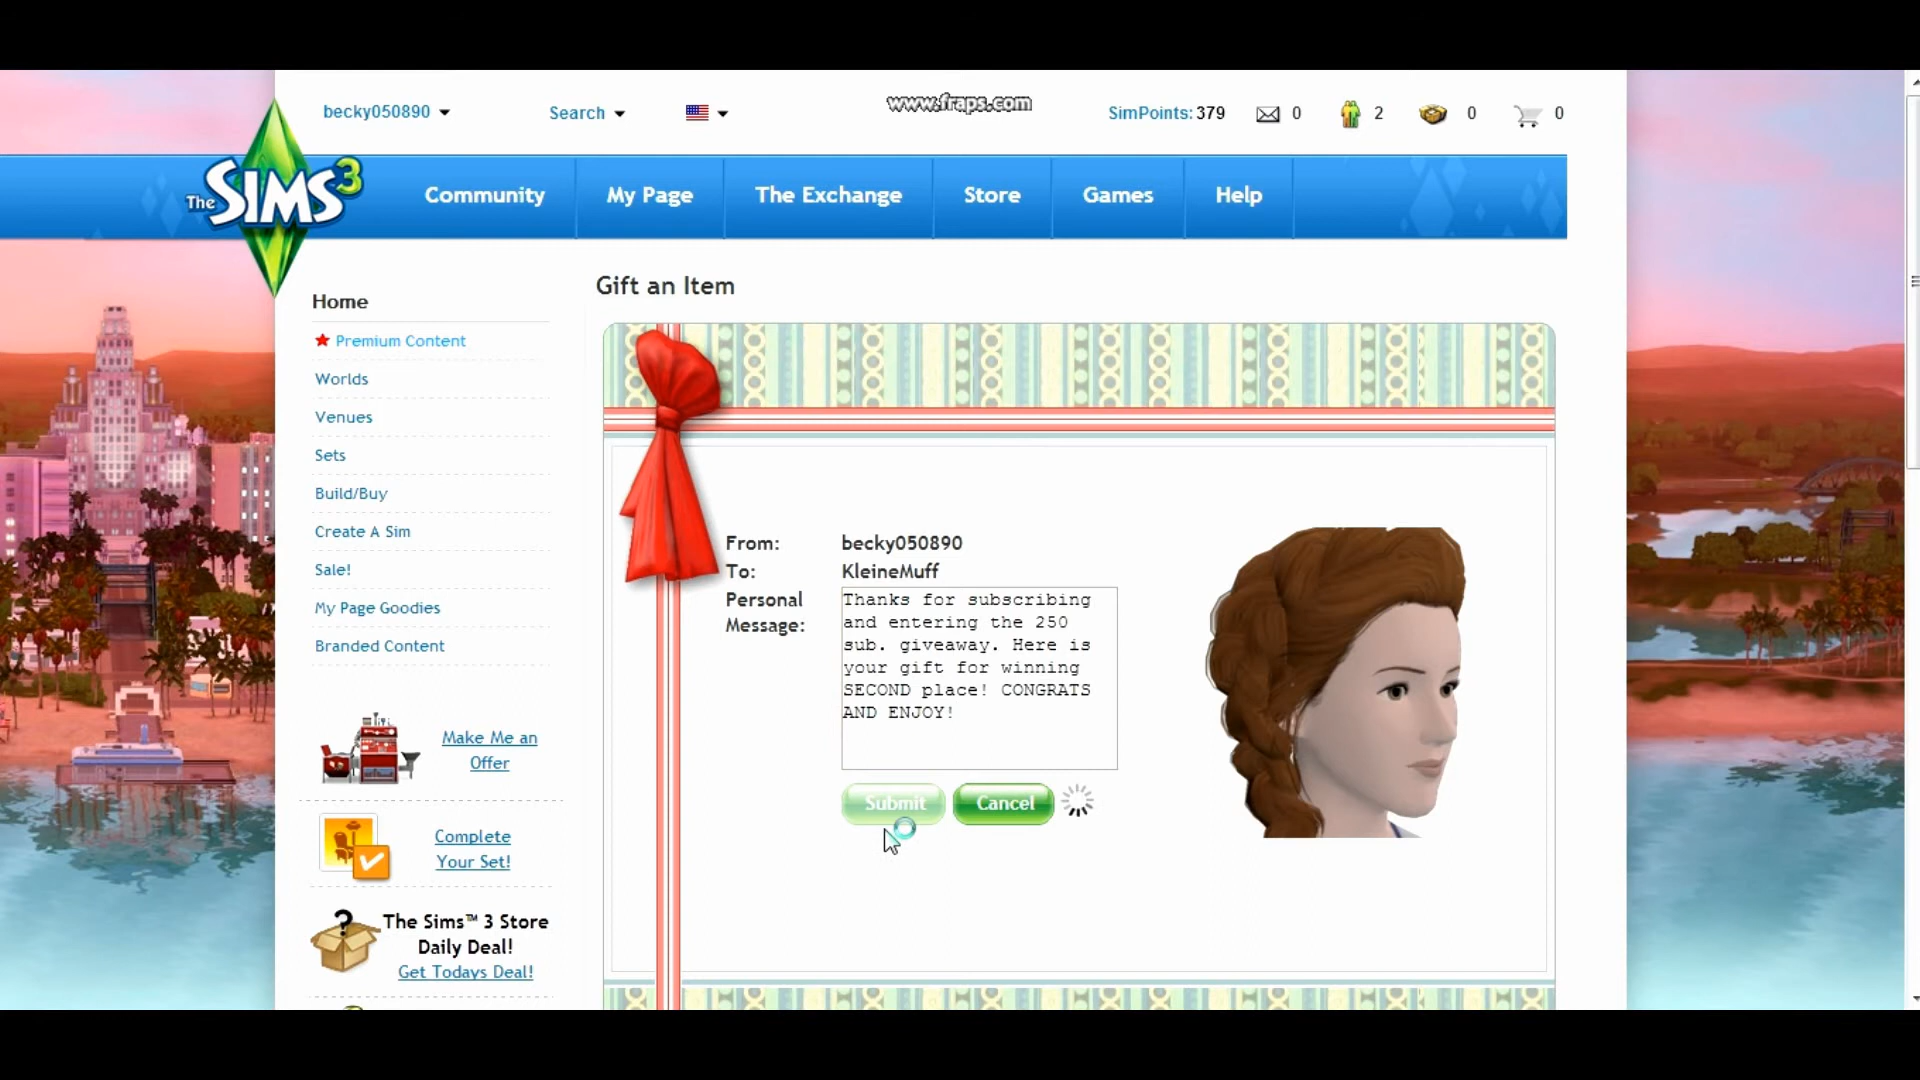 becky050890
Search
www.fraps.com
SimPoints: 379
0
2
0
0
The SIMS 3
Community
My Page
The Exchange
Store
Games
Help
Home
Premium Content
Worlds
Venues
Sets
Build/Buy
Create A Sim
Sale!
My Page Goodies
Branded Content
Make Me an
Offer
Complete
Your Set!
The Sims™ 3 Store
Daily Deal!
Get Todays Deal!
Gift an Item
From: becky050890
To: KleineMuff
Personal
Message:
Thanks for subscribing
and entering the 250
sub. giveaway. Here is
your gift for winning
SECOND place! CONGRATS
AND ENJOY!
Submit
Cancel